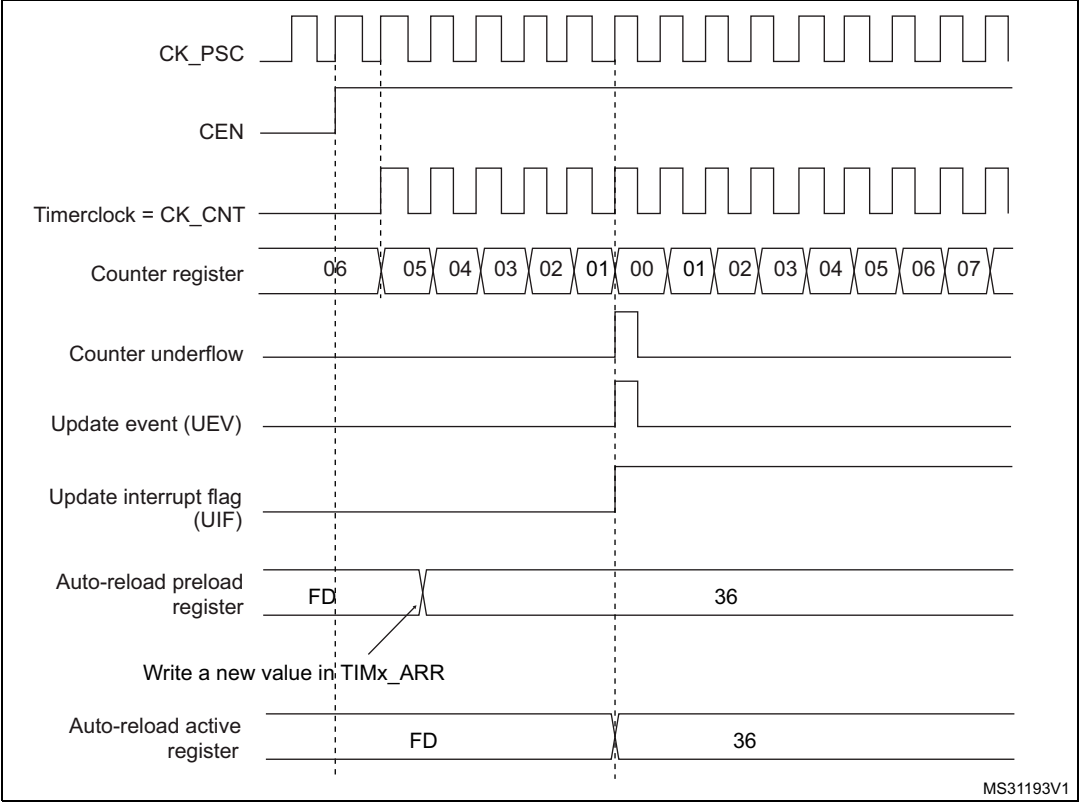 CK_PSC
CEN
Timerclock = CK_CNT
Counter register
06 05 04 03 02 01 00 01 02 03 04 05 06 07
Counter underflow
Update event (UEV)
Update interrupt flag
(UIF)
Auto-reload preload
register
FD 36
Write a new value in TIMx_ARR
Auto-reload active
register
FD 36
MS31193V1